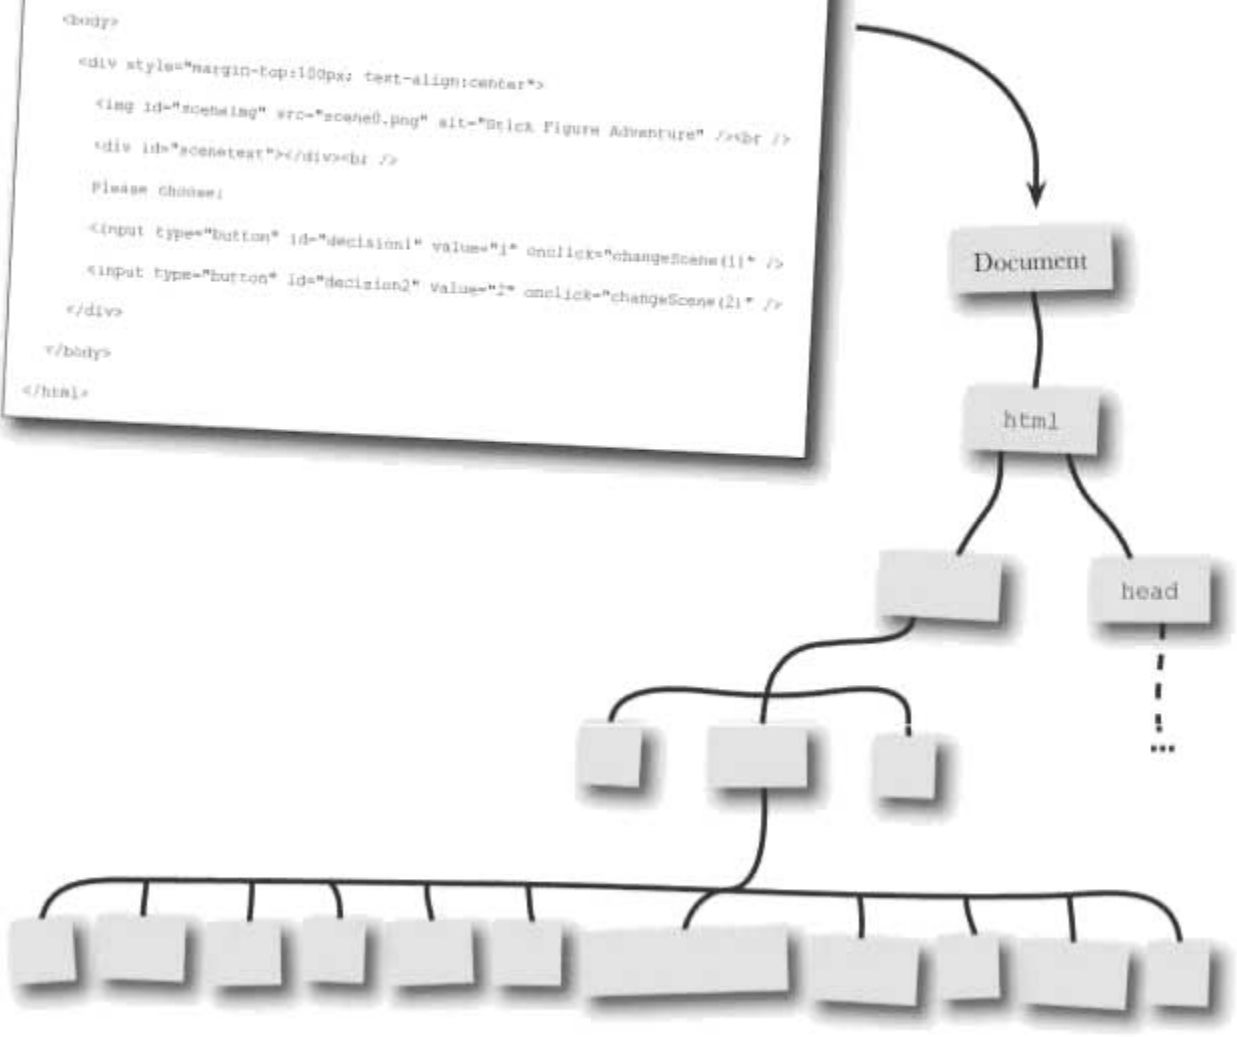 <body>
<div style="margin-top:100px; text-align:center">
<img id="sceneimg" src="scene0.png" alt="Stick Figure Adventure" /><br />
<div id="scenetext"></div><br />
Please choose:
<input type="button" id="decision1" value="1" onclick="changeScene(1)" />
<input type="button" id="decision2" value="2" onclick="changeScene(2)" />
</div>
</body>
</html>
Document
html
head
...